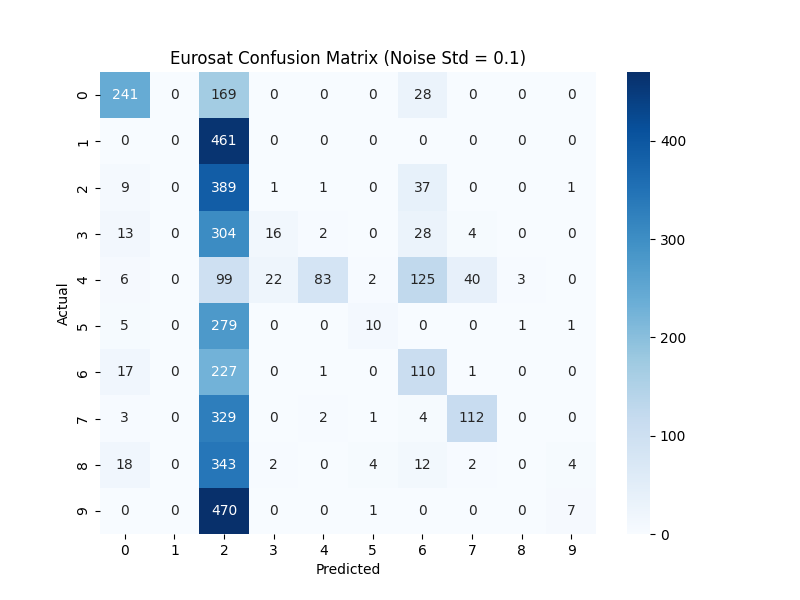 Eurosat Confusion Matrix (Noise Std = 0.1)
0 241 0 169 0 0 0 28 0 0 0
1 0 0 461 0 0 0 0 0 0 0
2 9 0 389 1 1 0 37 0 0 1
3 13 0 304 16 2 0 28 4 0 0
4 6 0 99 22 83 2 125 40 3 0
5 5 0 279 0 0 10 0 0 1 1
6 17 0 227 0 1 0 110 1 0 0
7 3 0 329 0 2 1 4 112 0 0
8 18 0 343 2 0 4 12 2 0 4
9 0 0 470 0 0 1 0 0 0 7
0 1 2 3 4 5 6 7 8 9
Predicted
Actual
400
300
200
100
0